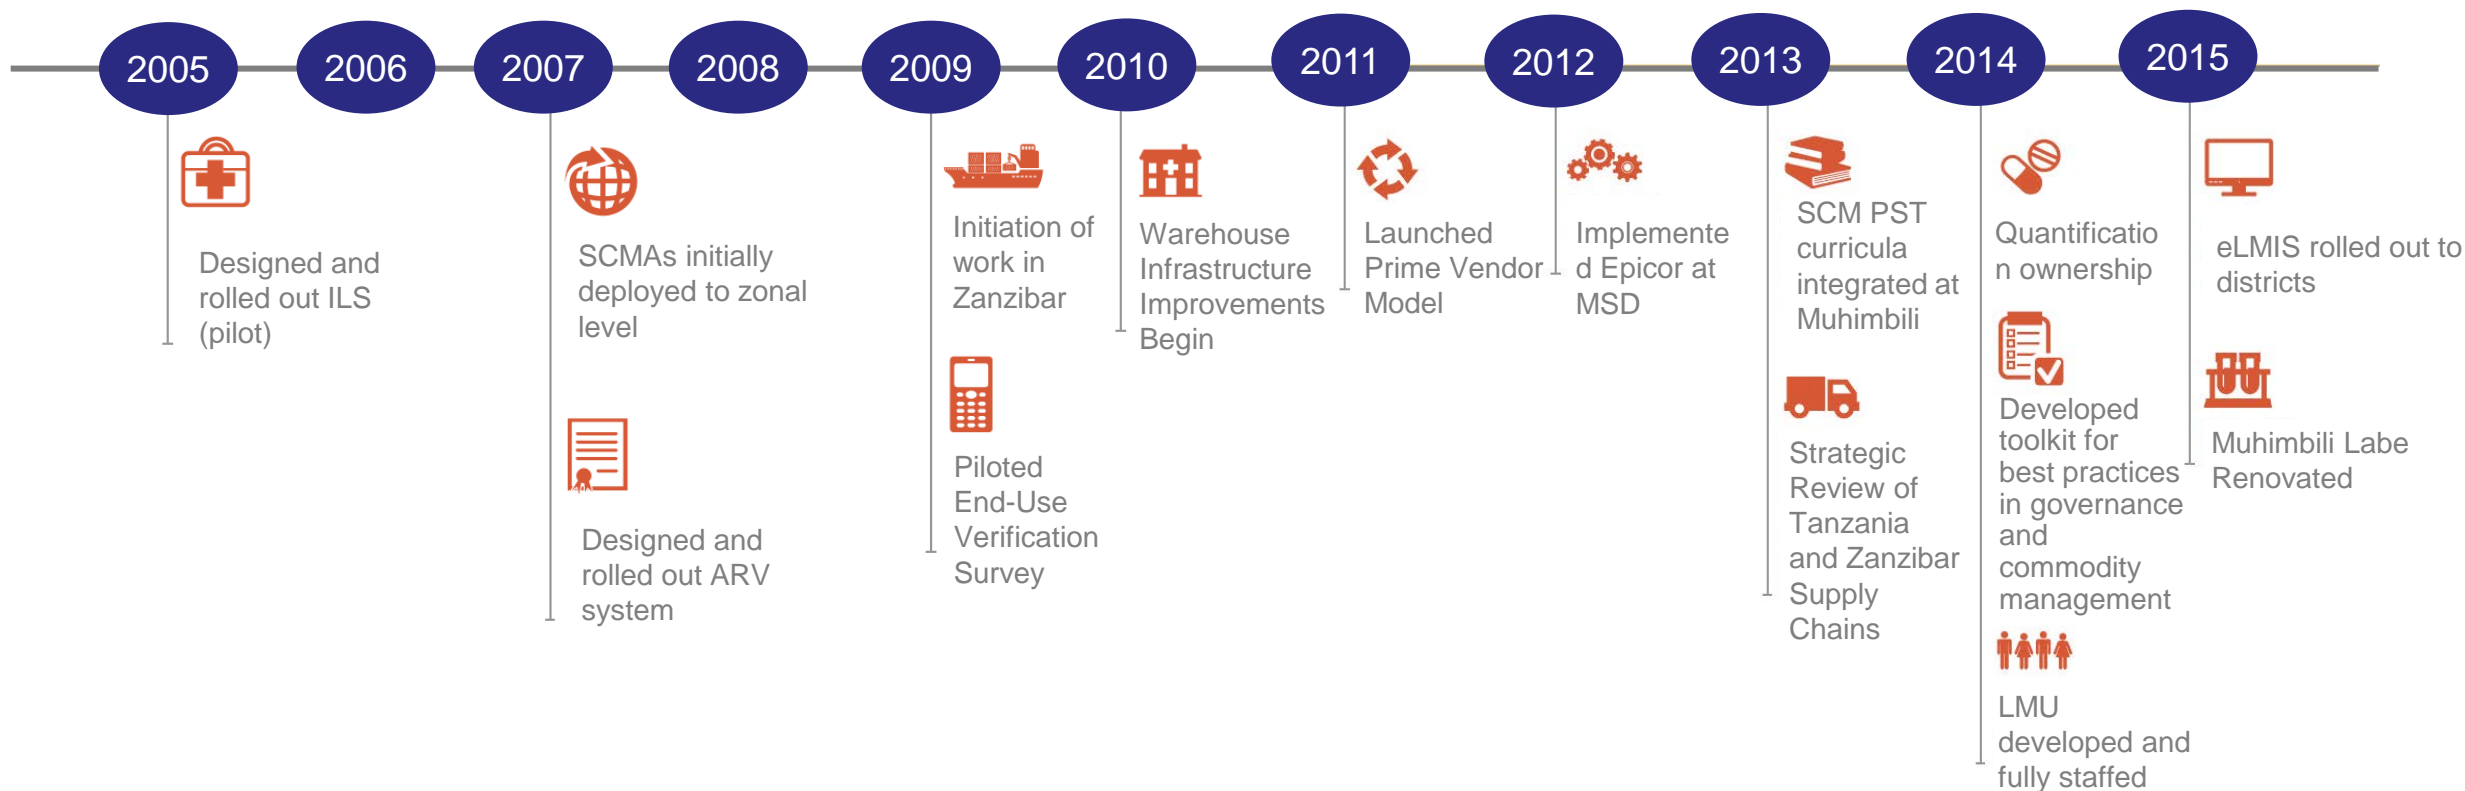 2005
2006
2007
2008
2009
2010
2011
2012
2013
2014
2015
Designed and
rolled out ILS
(pilot)
SCMAs initially
deployed to zonal
level
Designed and
rolled out ARV
system
Initiation of
work in
Zanzibar
Piloted
End-Use
Verification
Survey
Warehouse
Infrastructure
Improvements
Begin
Launched
Prime Vendor
Model
Implemente
d Epicor at
MSD
SCM PST
curricula
integrated at
Muhimbili
Strategic
Review of
Tanzania
and Zanzibar
Supply
Chains
Quantificatio
n ownership
Developed
toolkit for
best practices
in governance
and
commodity
management
LMU
developed and
fully staffed
eLMIS rolled out to
districts
Muhimbili Labe
Renovated